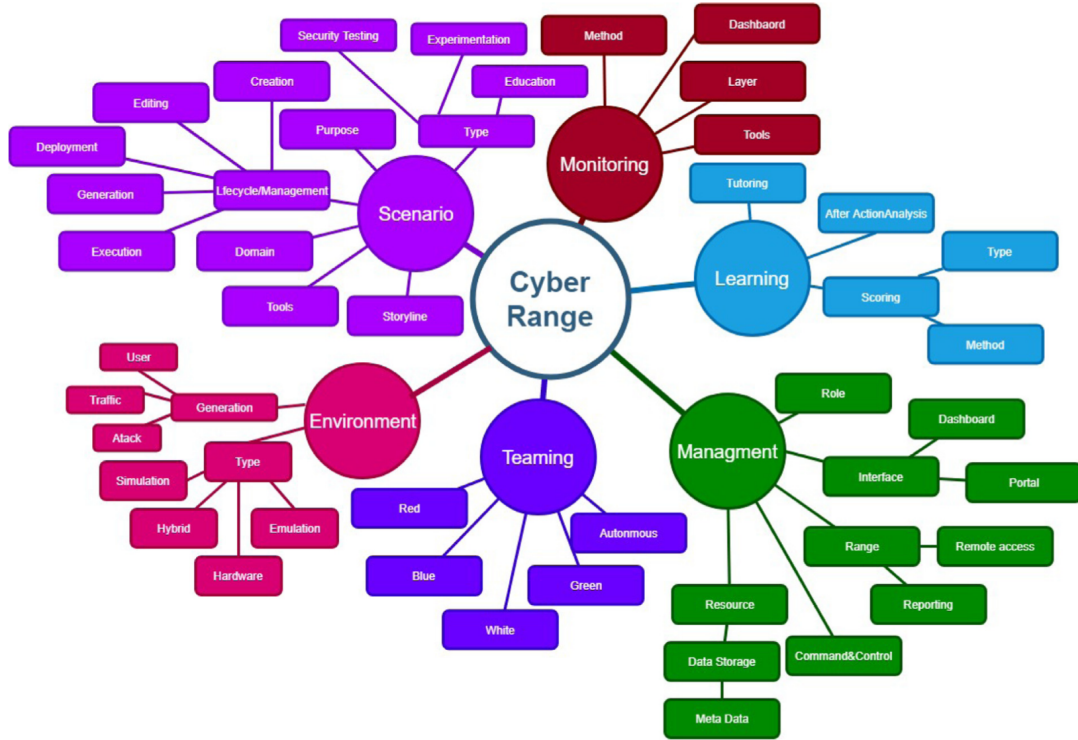 Security Testing
Experimentation
Education
Type
Creation
Purpose
Editing
Deployment
Generation
Lfecycle/Management
Execution
Domain
Tools
Storyline
Scenario
Method
Dashbaord
Layer
Tools
Monitoring
Tutoring
After ActionAnalysis
Type
Scoring
Method
Learning
Cyber
Range
User
Traffic
Generation
Atack
Type
Simulation
Hybrid
Emulation
Hardware
Environment
Teaming
Red
Blue
White
Green
Autonmous
Managment
Role
Dashboard
Interface
Portal
Range
Remote access
Reporting
Resource
Command&Control
Data Storage
Meta Data